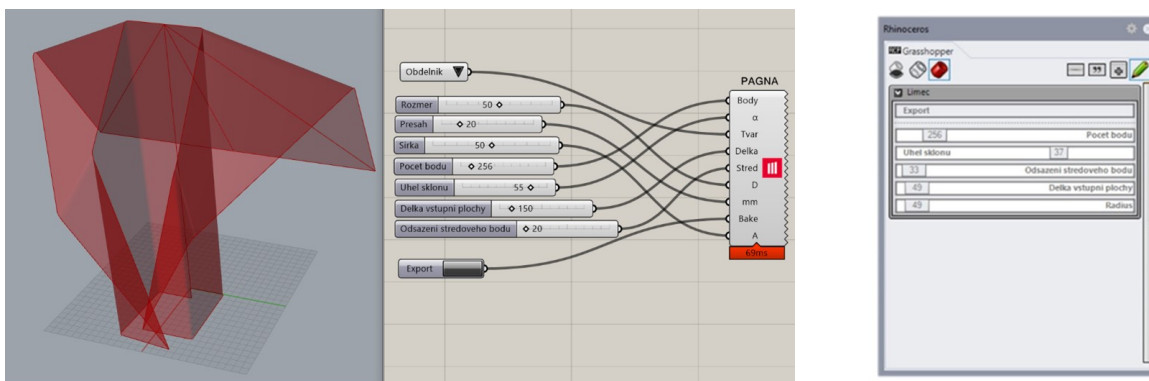 Obdelnik
Rozmer 50
Presah 20
Sirka 50
Pocet bodu 256
Uhel sklonu 55
Delka vstupni plochy 150
Odsazeni stredoveho bodu 20
Export
PAGNA
Body
α
Tvar
Delka
Stred
D
mm
Bake
A
69ms
Rhinoceros
Grasshopper
Limec
Export
256 Pocet bodu
Uhel sklonu 37
33 Odsazeni stredoveho bodu
49 Delka vstupni plochy
49 Radius